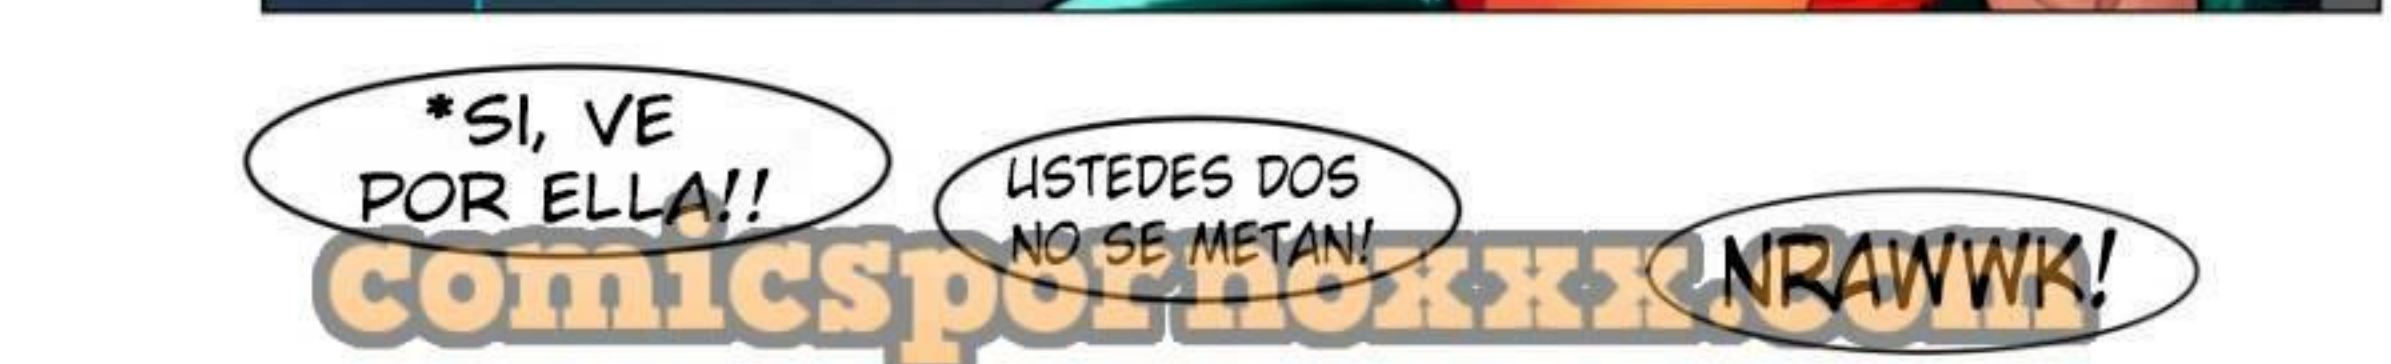 *SI, VE
POR ELLA!!
USTEDES DOS
NO SE METAN!
NRAWWK!
comicspornoxxx.com